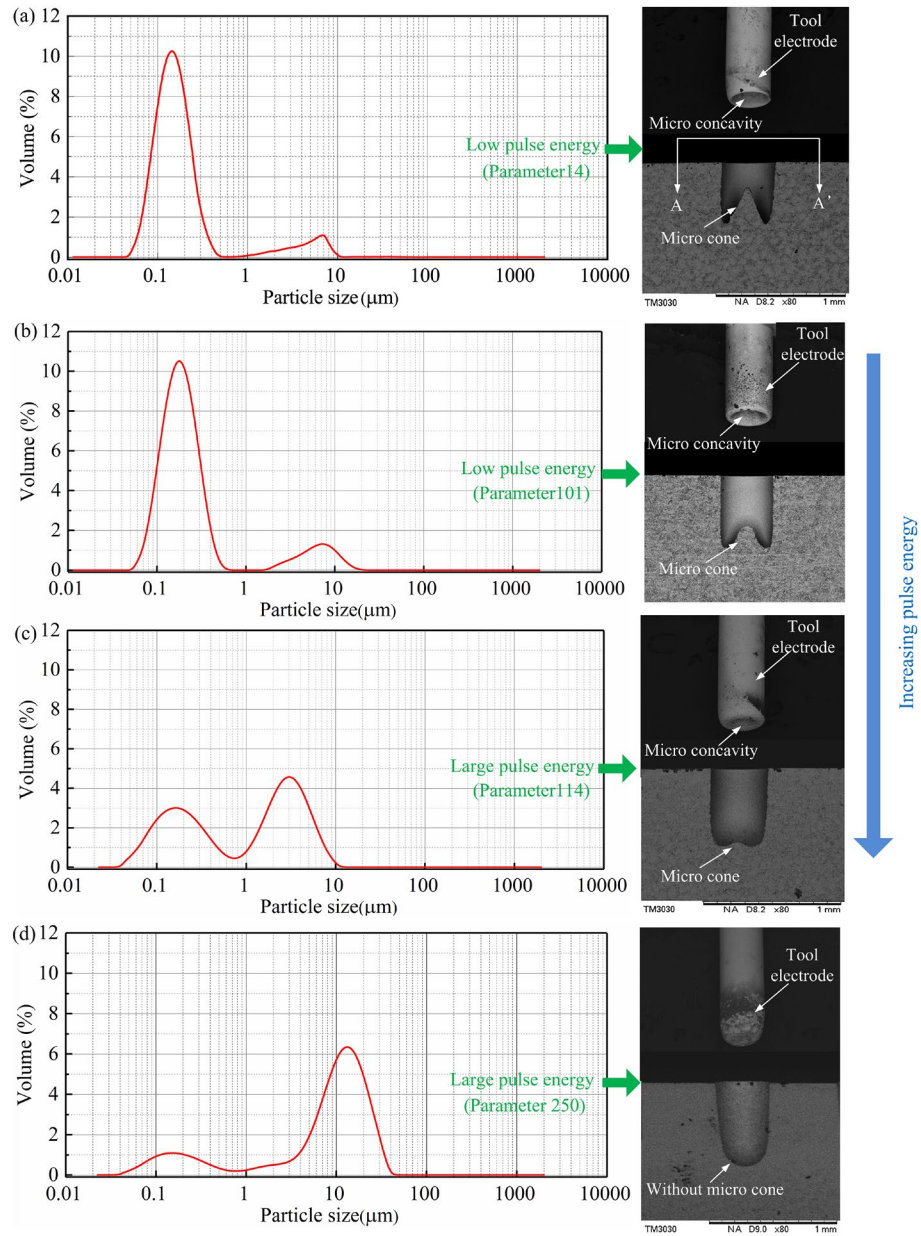 (a)
12
10
8
6
4
2
0
Volume (%)
0.01 0.1 1 10 100 1000 10000
Particle size(μm)
Low pulse energy
(Parameter14)
Tool
electrode
Micro concavity
A A'
Micro cone
TM3030 NA D8.2 x80 1 mm
(b)
12
10
8
6
4
2
0
Volume (%)
0.01 0.1 1 10 100 1000 10000
Particle size(μm)
Low pulse energy
(Parameter101)
Tool
electrode
Micro concavity
Micro cone
(c)
12
10
8
6
4
2
0
Volume (%)
0.01 0.1 1 10 100 1000 10000
Particle size(μm)
Large pulse energy
(Parameter114)
Tool
electrode
Micro concavity
Micro cone
TM3030 NA D8.2 x80 1 mm
(d)
12
10
8
6
4
2
0
Volume (%)
0.01 0.1 1 10 100 1000 10000
Particle size(μm)
Large pulse energy
(Parameter 250)
Tool
electrode
Without micro cone
TM3030 NA D9.0 x80 1 mm
Increasing pulse energy